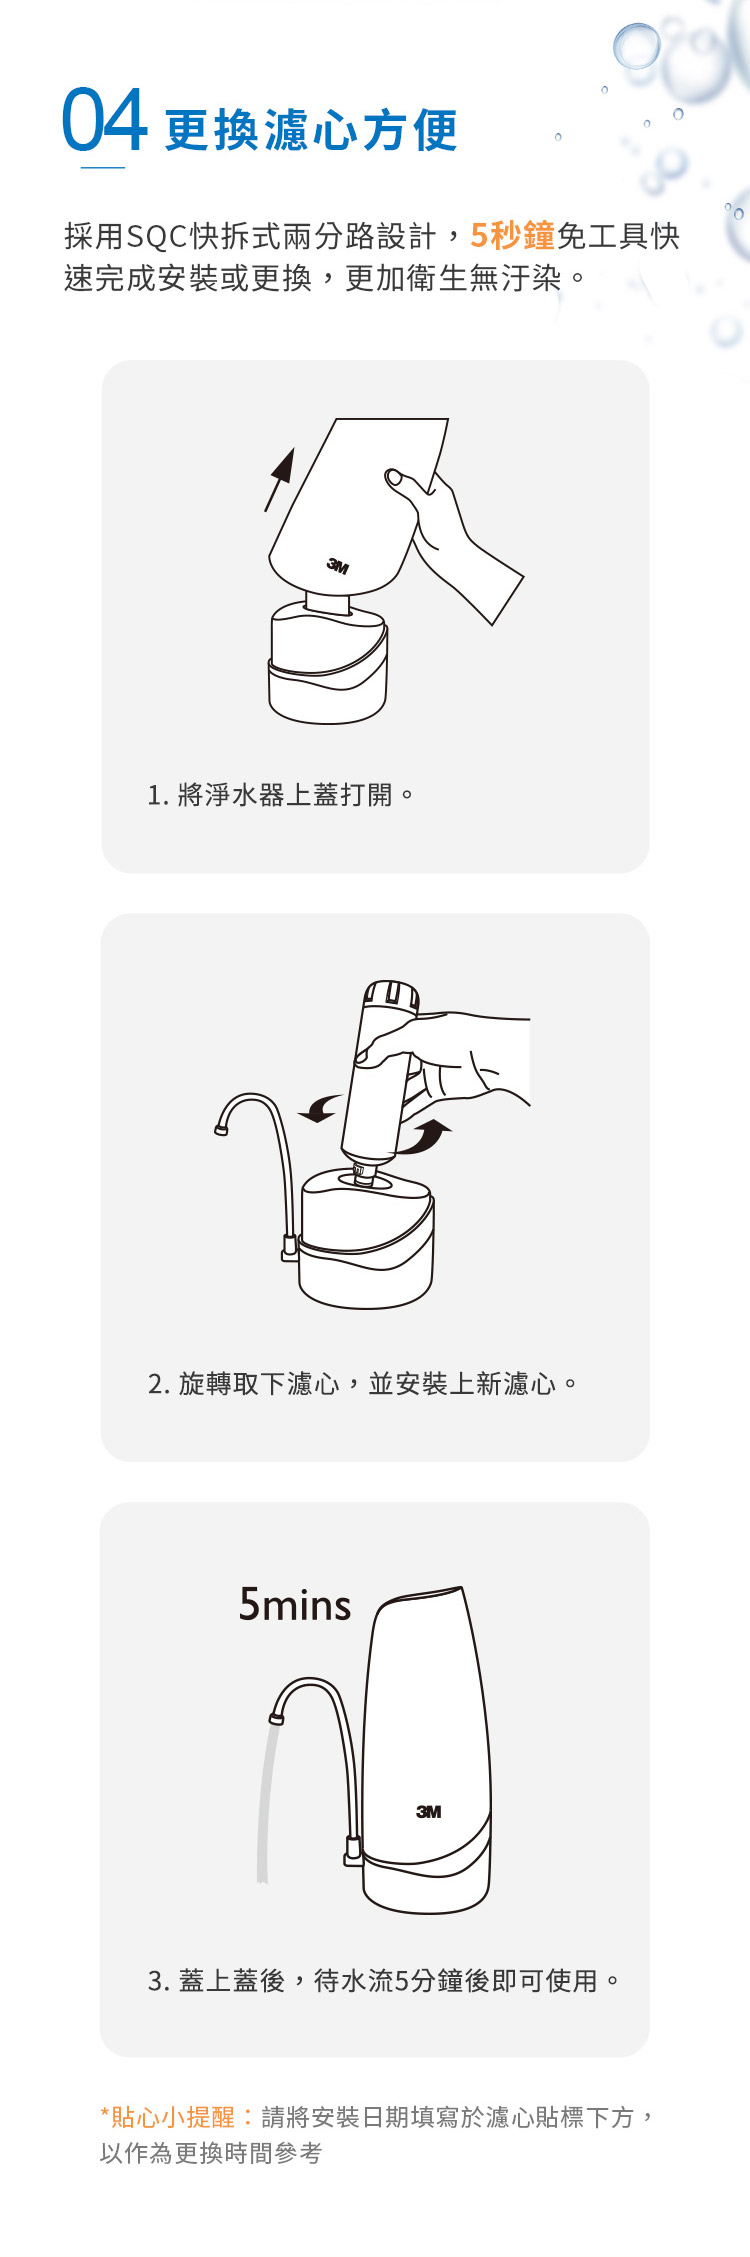 04 更換濾心方便
採用SQC快拆式兩分路設計，5秒鐘免工具快
速完成安裝或更換，更加衛生無汙染。
3M
1. 將淨水器上蓋打開。
2. 旋轉取下濾心，並安裝上新濾心。
5mins
3M
3. 蓋上蓋後，待水流5分鐘後即可使用。
*貼心小提醒：請將安裝日期填寫於濾心貼標下方，
以作為更換時間參考